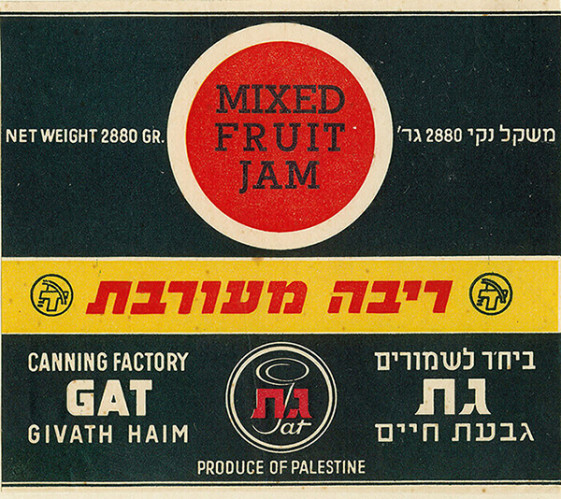 MIXED
FRUIT
JAM
NET WEIGHT 2880 GR.
משקל נקי 2880 גר'
ריבה מעורבת
CANNING FACTORY
GAT
GIVATH HAIM
גת
Gat
ביח'ר לשמורים
גת
גבעת חיים
PRODUCE OF PALESTINE